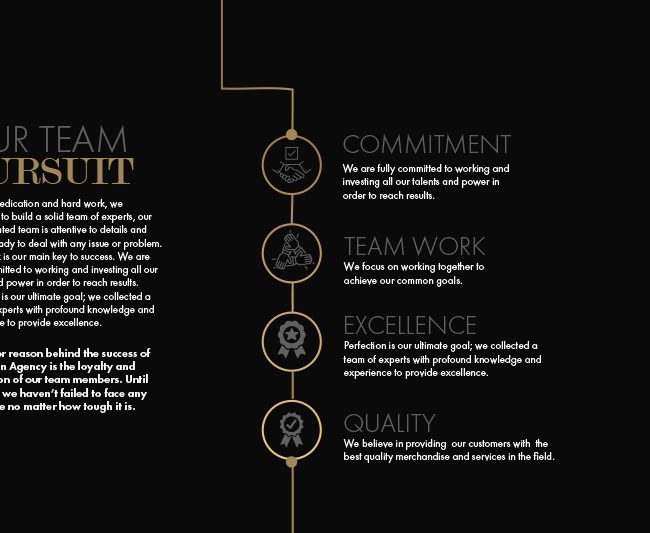 UR TEAM
URSUIT
edication and hard work, we
to build a solid team of experts, our
ated team is attentive to details and
ady to deal with any issue or problem.
is our main key to success. We are
mitted to working and investing all our
d power in order to reach results.
is our ultimate goal; we collected a
xperts with profound knowledge and
e to provide excellence.
or reason behind the success of
n Agency is the loyalty and
on of our team members. Until
we haven't failed to face any
e no matter how tough it is.
COMMITMENT
We are fully committed to working and
investing all our talents and power in
order to reach results.
TEAM WORK
We focus on working together to
achieve our common goals.
EXCELLENCE
Perfection is our ultimate goal; we collected a
team of experts with profound knowledge and
experience to provide excellence.
QUALITY
We believe in providing our customers with the
best quality merchandise and services in the field.